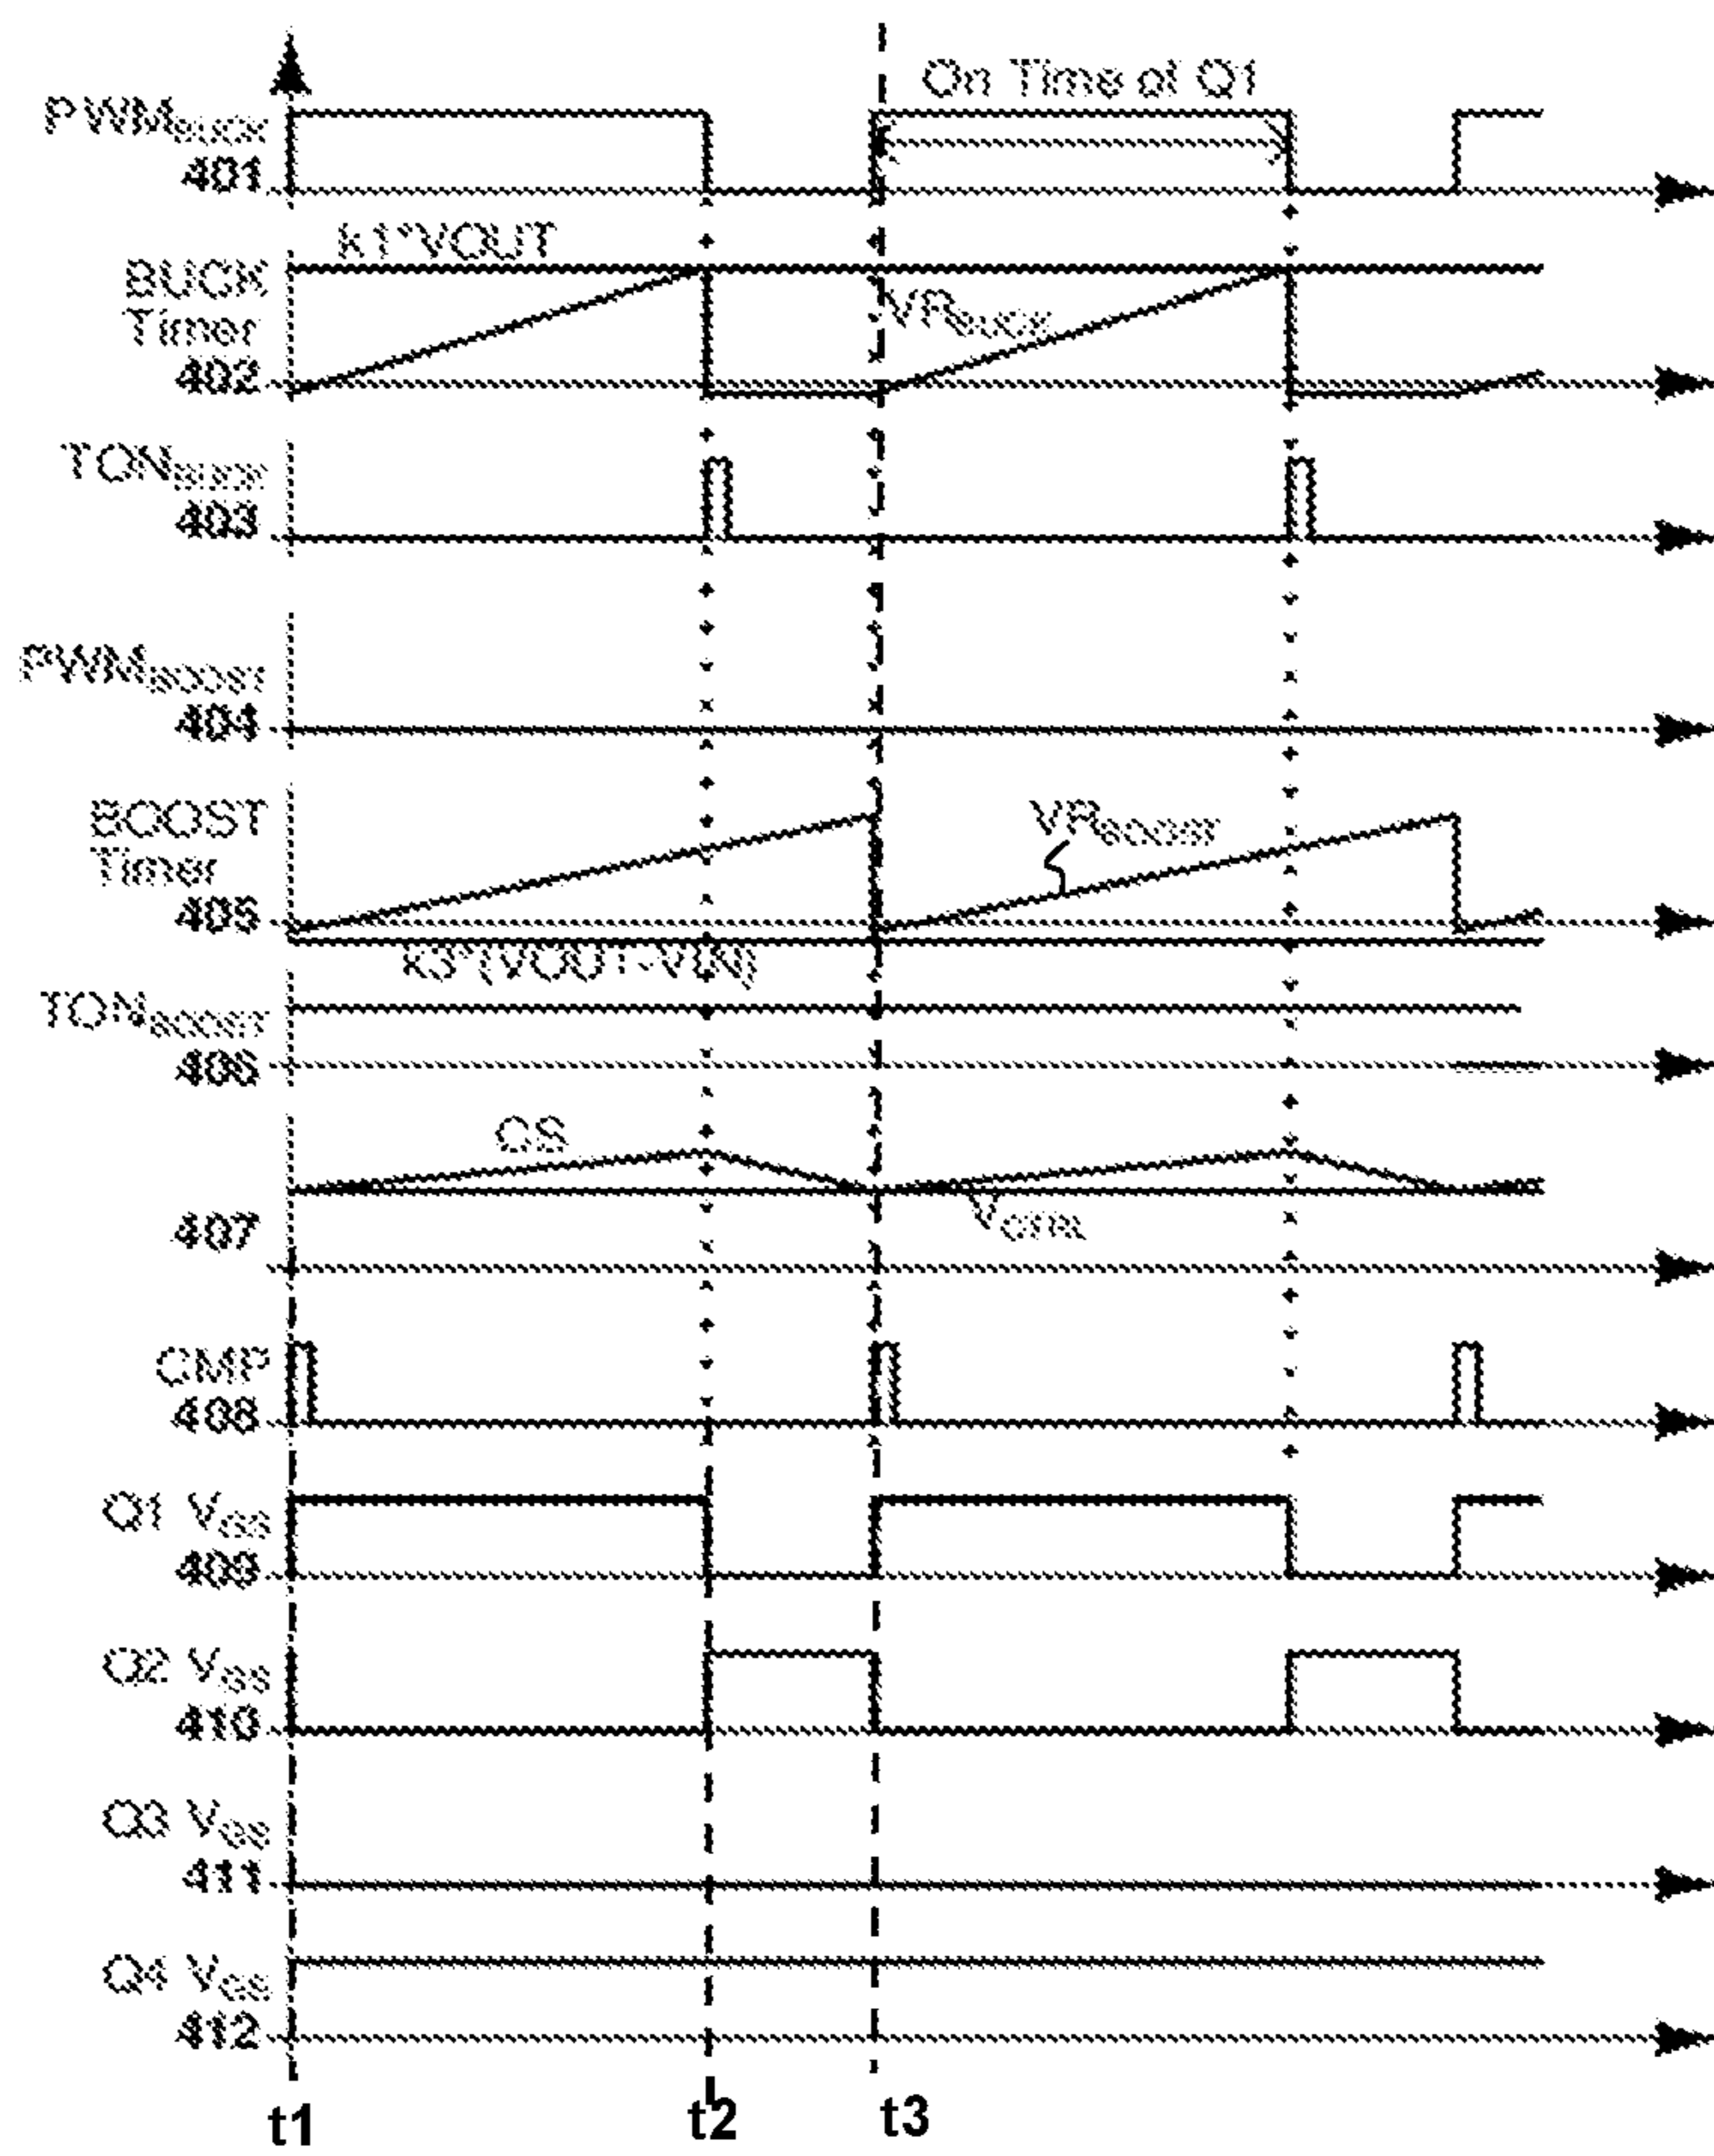 On Time of Q1
PWMBUCK
401
k1*VOUT
BUCK
Timer
402
VRBUCK
TONBUCK
403
PWMBOOST
404
BOOST
Timer
405
VRBOOST
k3*(VOUT-VIN)
TONBOOST
406
CS
407
VCTRL
CMP
408
Q1 VGS
409
Q2 VGS
410
Q3 VGS
411
Q4 VGS
412
t1
t2
t3